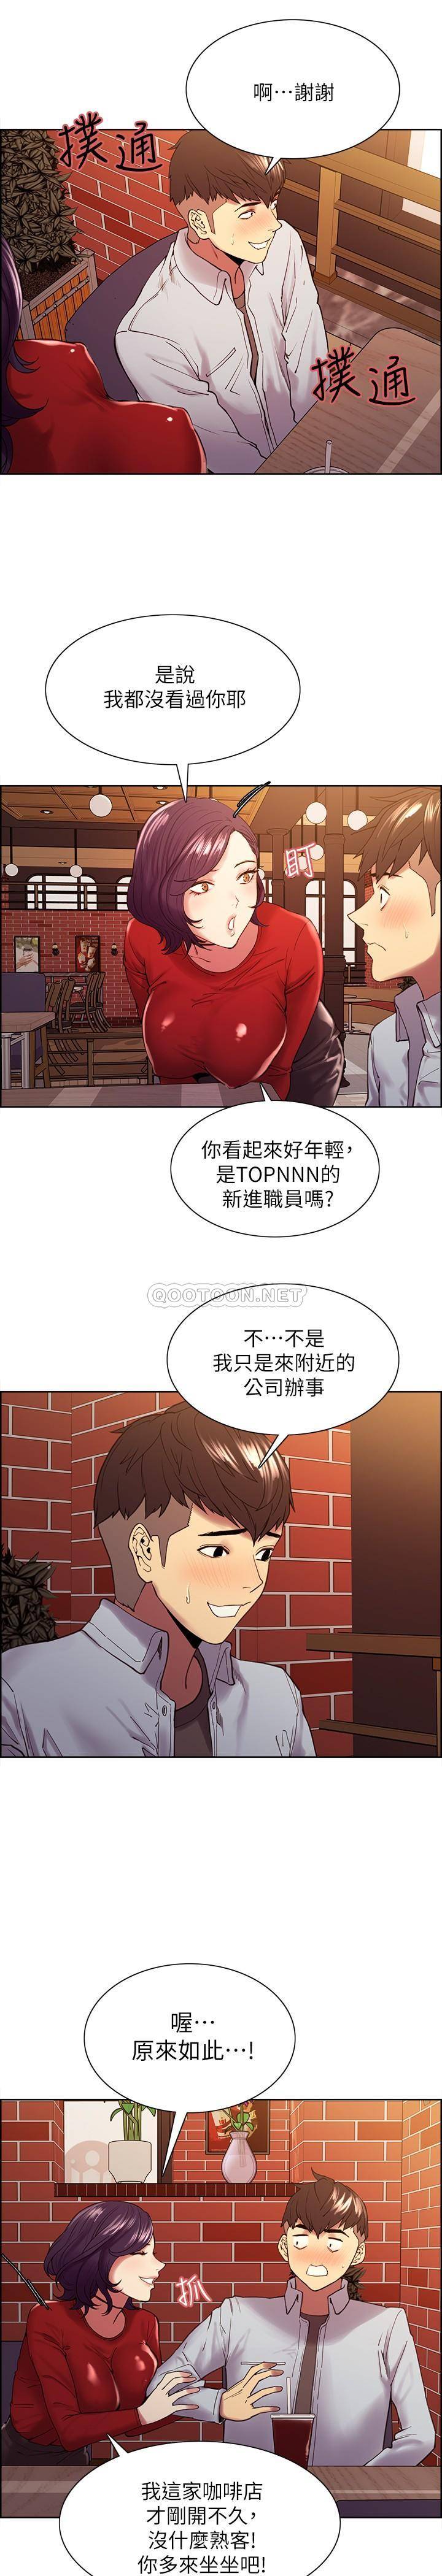 啊⋯謝謝
撲通
撲通
是說
我都沒看過你耶
盯
你看起來好年輕，
是TOPNNN的
新進職員嗎?
QOOTOON.NET
不⋯不是
我只是來附近的
公司辦事
喔⋯
原來如此⋯!
抓
我這家咖啡店
才剛開不久，
沒什麼熟客!
你多來坐坐吧!